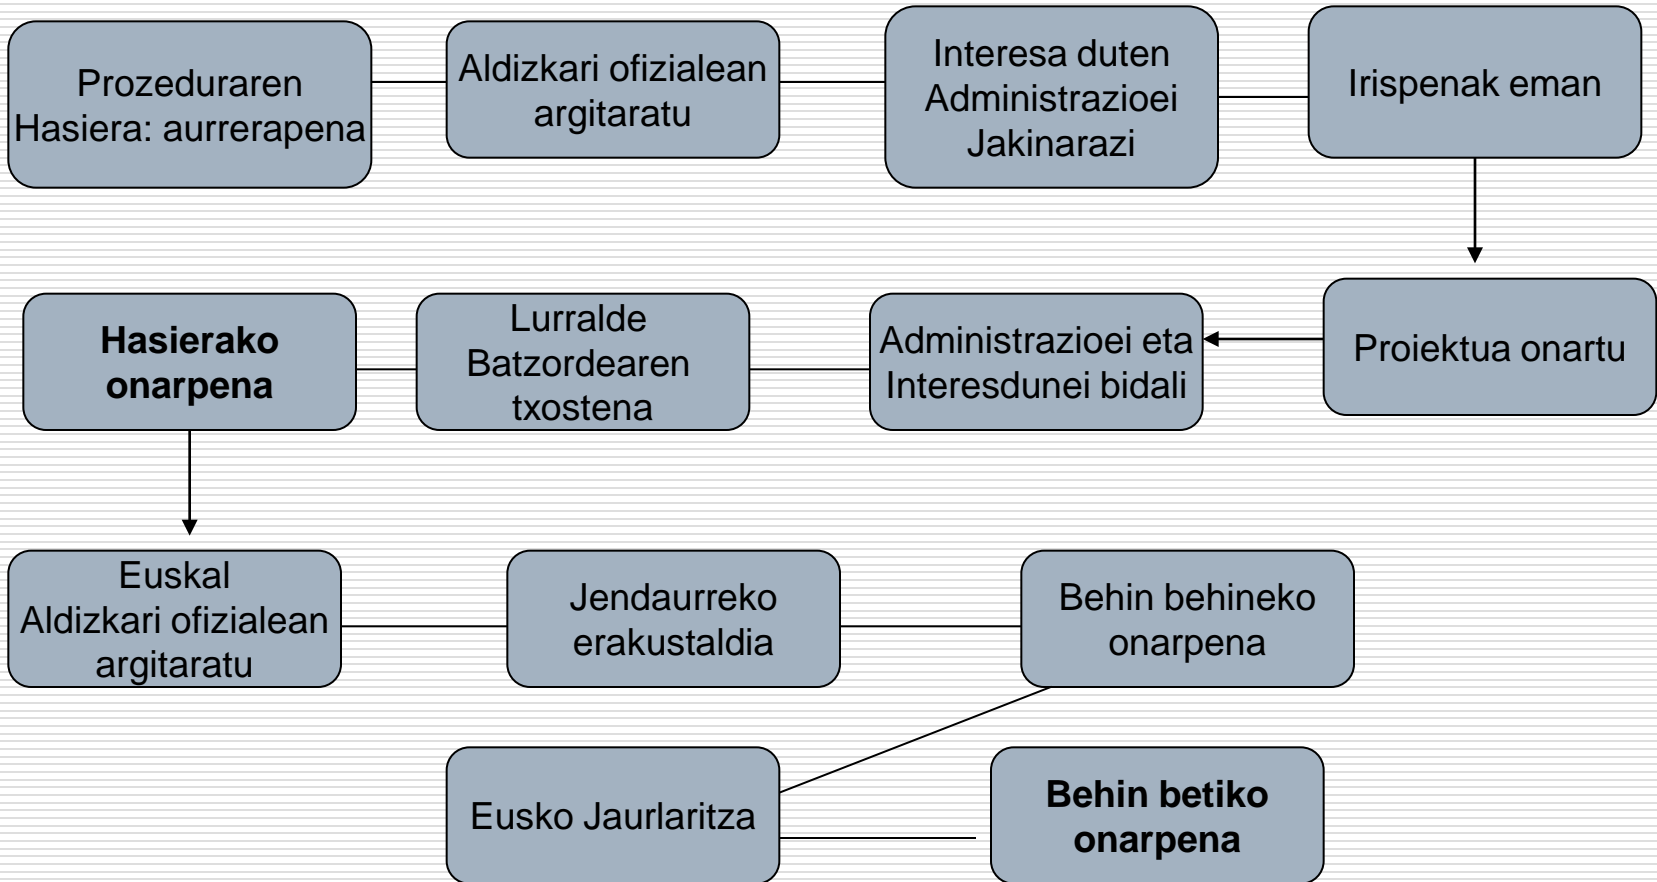 Prozeduraren
Hasiera: aurrerapena
Aldizkari ofizialean
argitaratu
Interesa duten
Administrazioei
Jakinarazi
Irispenak eman
Proiektua onartu
Administrazioei eta
Interesdunei bidali
Lurralde
Batzordearen
txostena
Hasierako
onarpena
Euskal
Aldizkari ofizialean
argitaratu
Jendaurreko
erakustaldia
Behin behineko
onarpena
Eusko Jaurlaritza
Behin betiko
onarpena